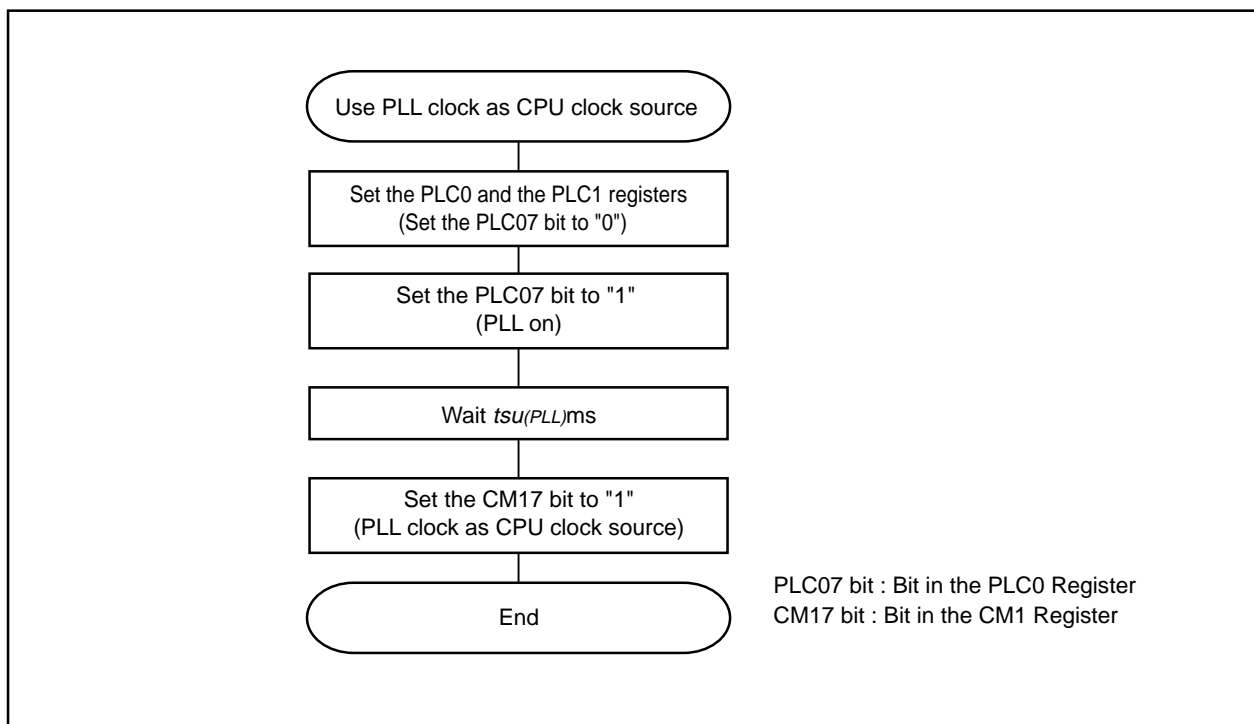 Use PLL clock as CPU clock source
Set the PLC0 and the PLC1 registers
(Set the PLC07 bit to "0")
Set the PLC07 bit to "1"
(PLL on)
Wait tsu(PLL)ms
Set the CM17 bit to "1"
(PLL clock as CPU clock source)
End
PLC07 bit : Bit in the PLC0 Register
CM17 bit : Bit in the CM1 Register